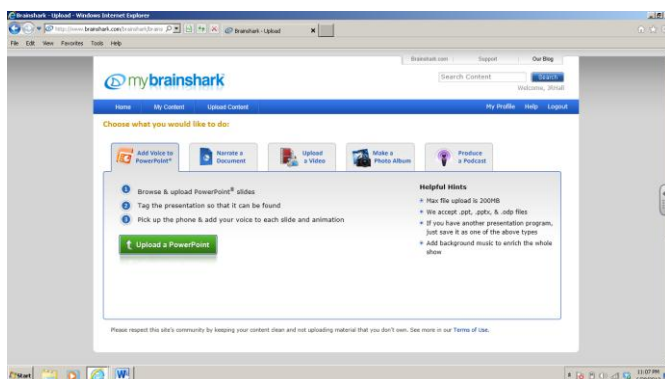 Brainshark - Upload - Windows Internet Explorer
Brainshark - Upload
File Edit View Favorites Tools Help
Brainshark.com Support Our Blog
mybrainshark
Search Content Search
Welcome,
Home My Content Upload Content My Profile Help Logout
Choose what you would like to do:
Add Voice to
PowerPoint®
Narrate a
Document
Upload
a Video
Make a
Photo Album
Produce
a Podcast
1 Browse & upload PowerPoint® slides
2 Tag the presentation so that it can be found
3 Pick up the phone & add your voice to each slide and animation
Upload a PowerPoint
Helpful Hints
Max file upload is 200MB
We accept .ppt, .pptx, & .odp files
If you have another presentation program,
just save it as one of the above types
Add background music to enrich the whole
show
Please respect this site's community by keeping your content clean and not uploading material that you don't own. See more in our Terms of Use.
Start
11:07 PM